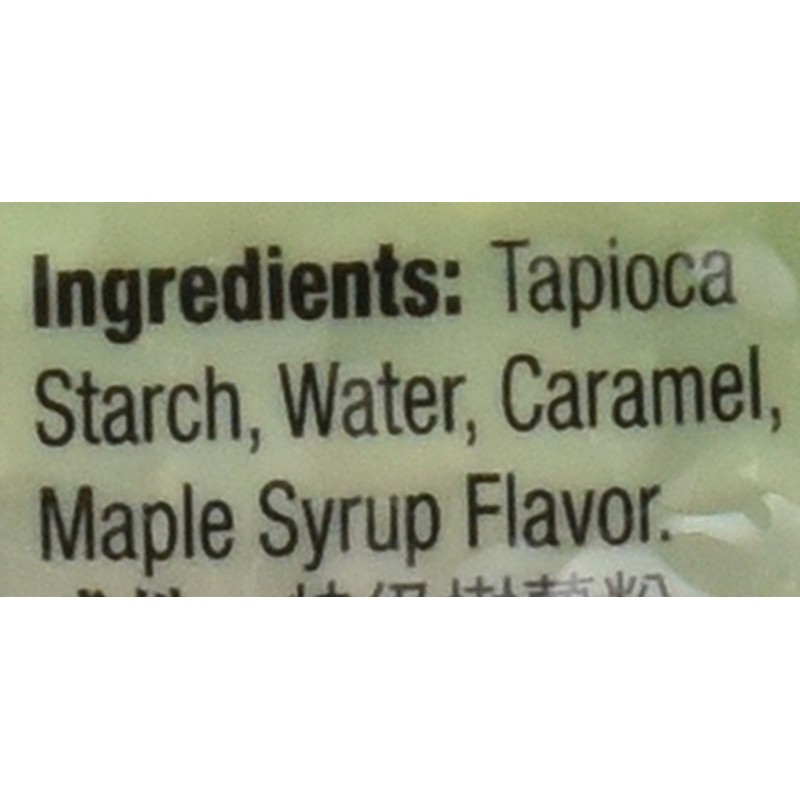 Ingredients: Tapioca
Starch, Water, Caramel,
Maple Syrup Flavor.